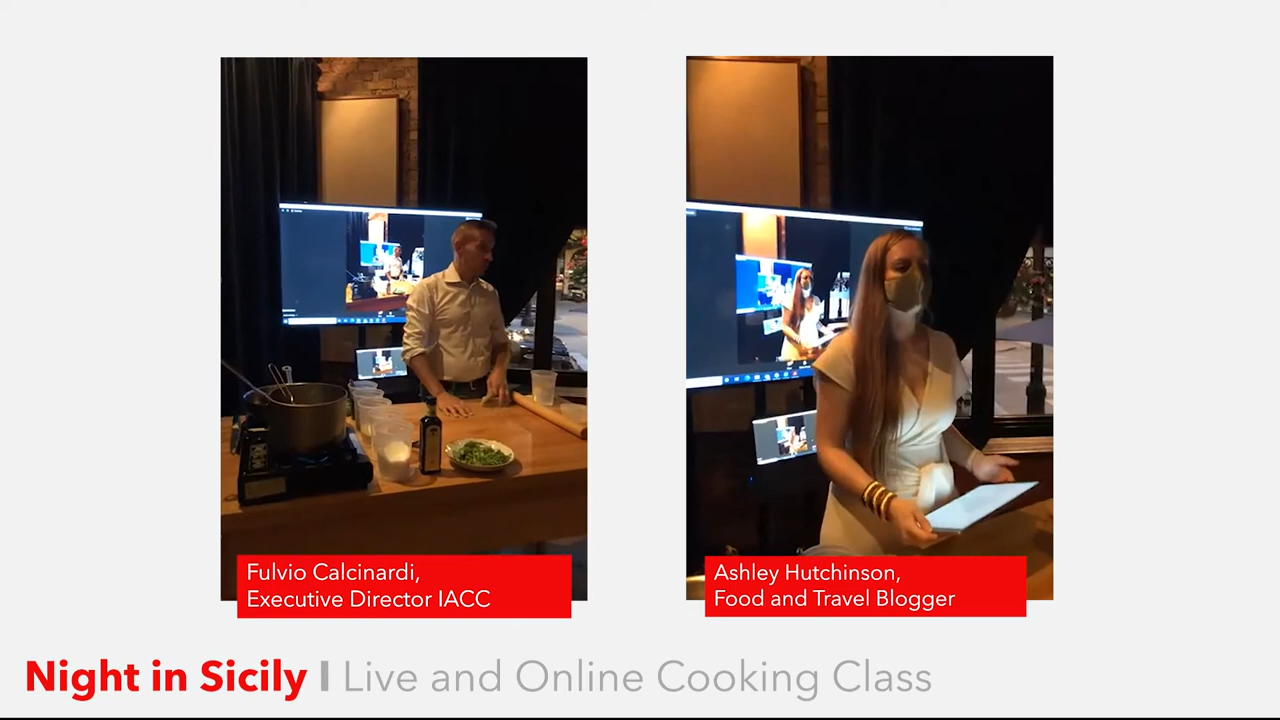 Fulvio Calcinardi,
Executive Director IACC
Ashley Hutchinson,
Food and Travel Blogger
Night in Sicily | Live and Online Cooking Class